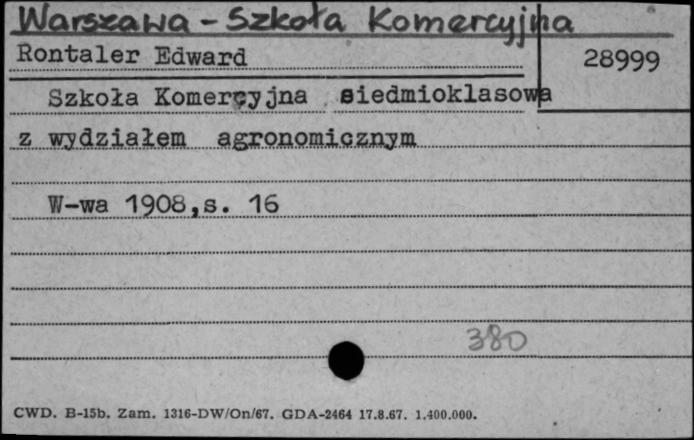 Warszawa - Szkoła Komercyjna
Rontaler Edward 28999
Szkoła Komercyjna siedmioklasowa
z wydziałem agronomicznym
W-wa 1908,s. 16
380
CWD. B-15b. Zam. 1316-DW/On/67. GDA-2464 17.8.67. 1.400.000.